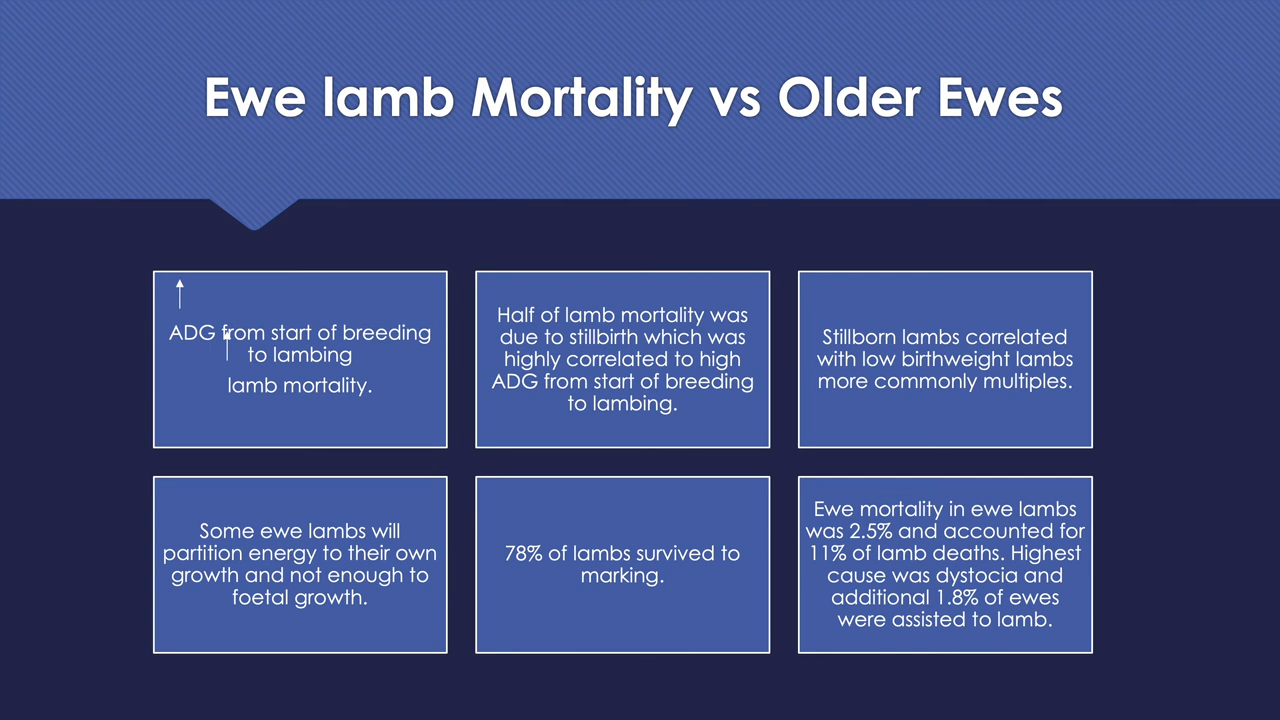 Ewe lamb Mortality vs Older Ewes
ADG from start of breeding
to lambing
lamb mortality.
Half of lamb mortality was
due to stillbirth which was
highly correlated to high
ADG from start of breeding
to lambing.
Stillborn lambs correlated
with low birthweight lambs
more commonly multiples.
Some ewe lambs will
partition energy to their own
growth and not enough to
foetal growth.
78% of lambs survived to
marking.
Ewe mortality in ewe lambs
was 2.5% and accounted for
11% of lamb deaths. Highest
cause was dystocia and
additional 1.8% of ewes
were assisted to lamb.